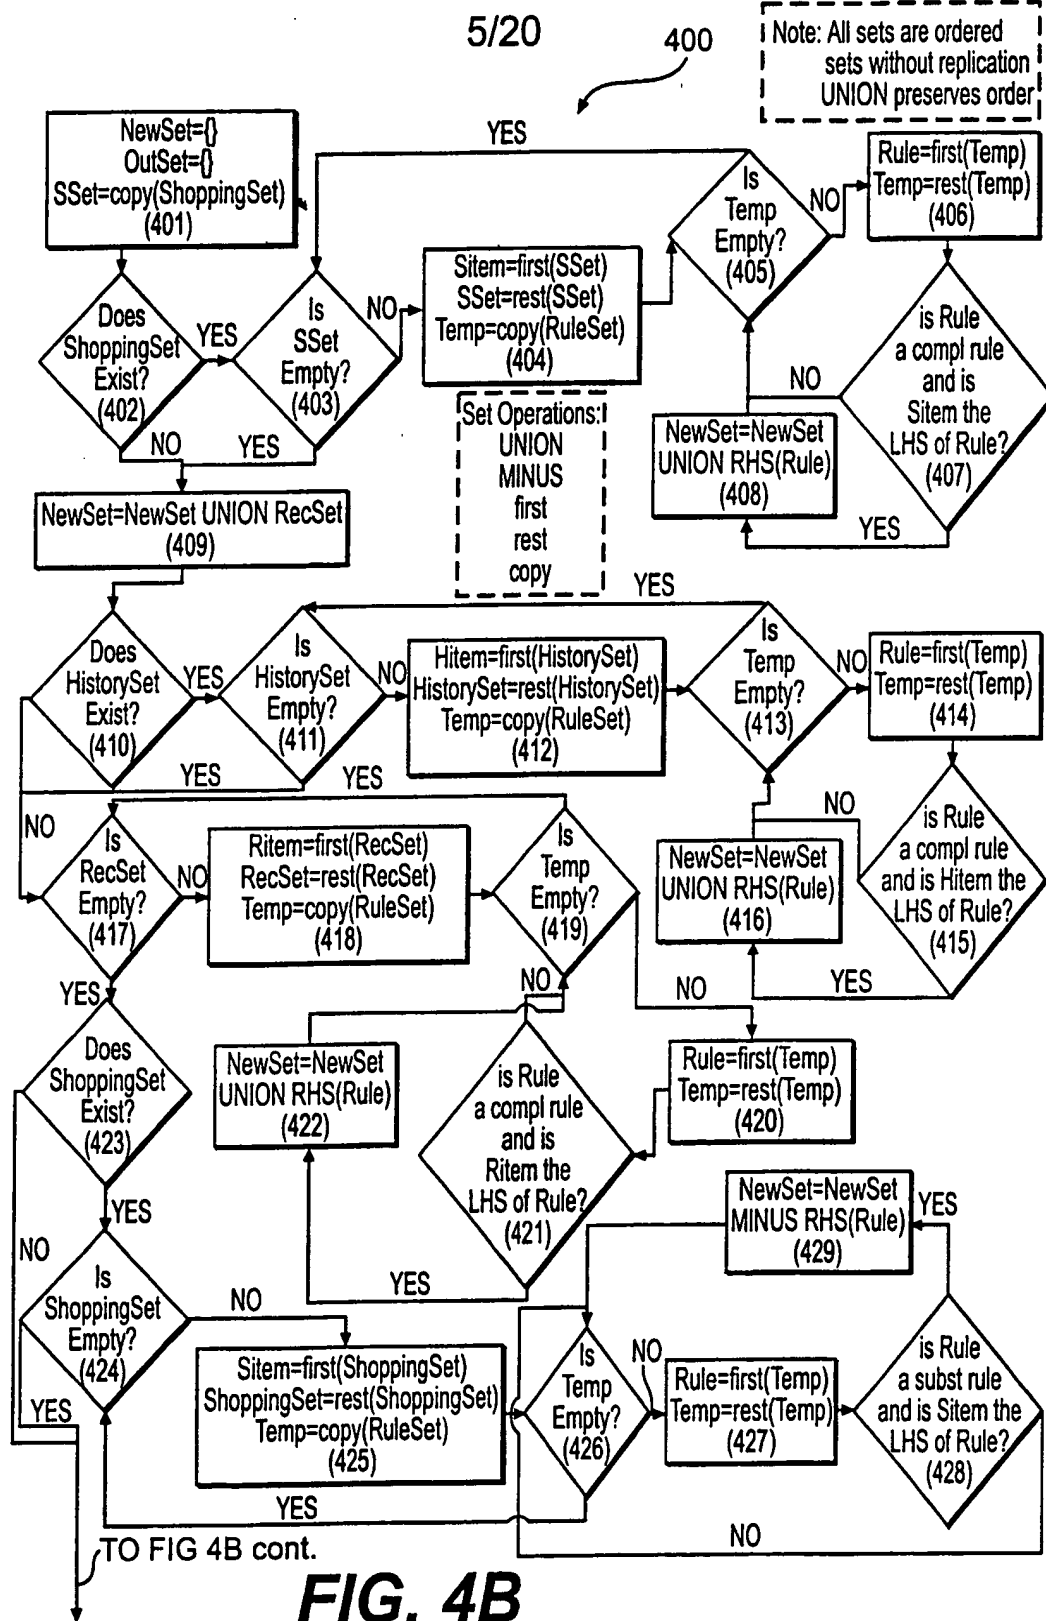 5/20
400
Note: All sets are ordered
sets without replication
UNION preserves order
NewSet={}
OutSet={}
SSet=copy(ShoppingSet)
(401)
YES
Is
Temp
Empty?
(405)
NO
Rule=first(Temp)
Temp=rest(Temp)
(406)
Does
ShoppingSet
Exist?
(402)
YES
Is
SSet
Empty?
(403)
NO
Sitem=first(SSet)
SSet=rest(SSet)
Temp=copy(RuleSet)
(404)
is Rule
a compl rule
and is
Sitem the
LHS of Rule?
(407)
NO
NewSet=NewSet
UNION RHS(Rule)
(408)
YES
NO
YES
Set Operations:
UNION
MINUS
first
rest
copy
NewSet=NewSet UNION RecSet
(409)
YES
Does
HistorySet
Exist?
(410)
YES
Is
HistorySet
Empty?
(411)
NO
Hitem=first(HistorySet)
HistorySet=rest(HistorySet)
Temp=copy(RuleSet)
(412)
Is
Temp
Empty?
(413)
NO
Rule=first(Temp)
Temp=rest(Temp)
(414)
YES
YES
NO
NO
is Rule
a compl rule
and is Hitem the
LHS of Rule?
(415)
NewSet=NewSet
UNION RHS(Rule)
(416)
YES
Is
RecSet
Empty?
(417)
NO
Ritem=first(RecSet)
RecSet=rest(RecSet)
Temp=copy(RuleSet)
(418)
Is
Temp
Empty?
(419)
NO
NO
YES
Does
ShoppingSet
Exist?
(423)
NewSet=NewSet
UNION RHS(Rule)
(422)
is Rule
a compl rule
and is
Ritem the
LHS of Rule?
(421)
Rule=first(Temp)
Temp=rest(Temp)
(420)
YES
NO
YES
NewSet=NewSet
MINUS RHS(Rule)
(429)
YES
Is
ShoppingSet
Empty?
(424)
NO
YES
Sitem=first(ShoppingSet)
ShoppingSet=rest(ShoppingSet)
Temp=copy(RuleSet)
(425)
Is
Temp
Empty?
(426)
NO
Rule=first(Temp)
Temp=rest(Temp)
(427)
is Rule
a subst rule
and is Sitem the
LHS of Rule?
(428)
YES
NO
TO FIG 4B cont.
FIG. 4B